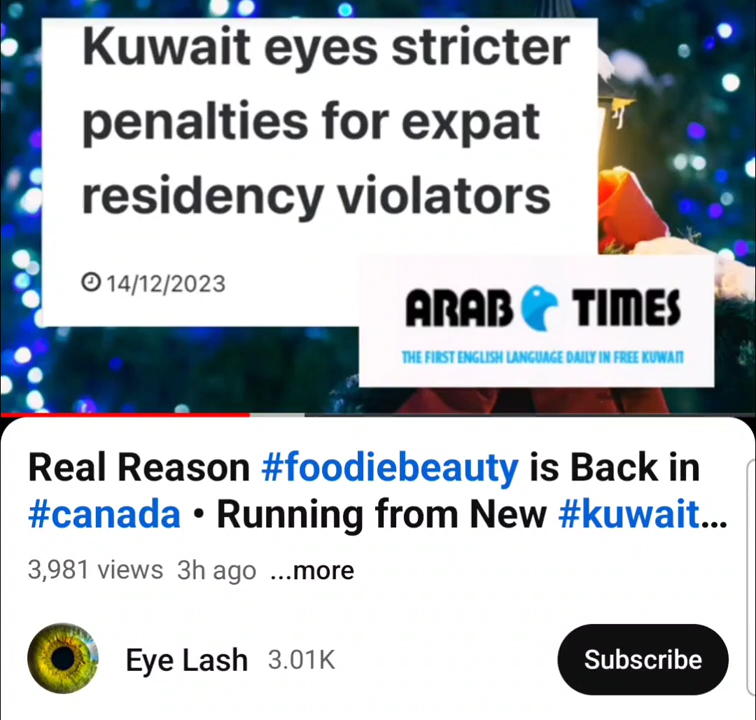 Kuwait eyes stricter
penalties for expat
residency violators
14/12/2023
ARAB TIMES
THE FIRST ENGLISH LANGUAGE DAILY IN FREE KUWAIT
Real Reason #foodiebeauty is Back in
#canada • Running from New #kuwait...
3,981 views 3h ago ...more
Eye Lash 3.01K
Subscribe